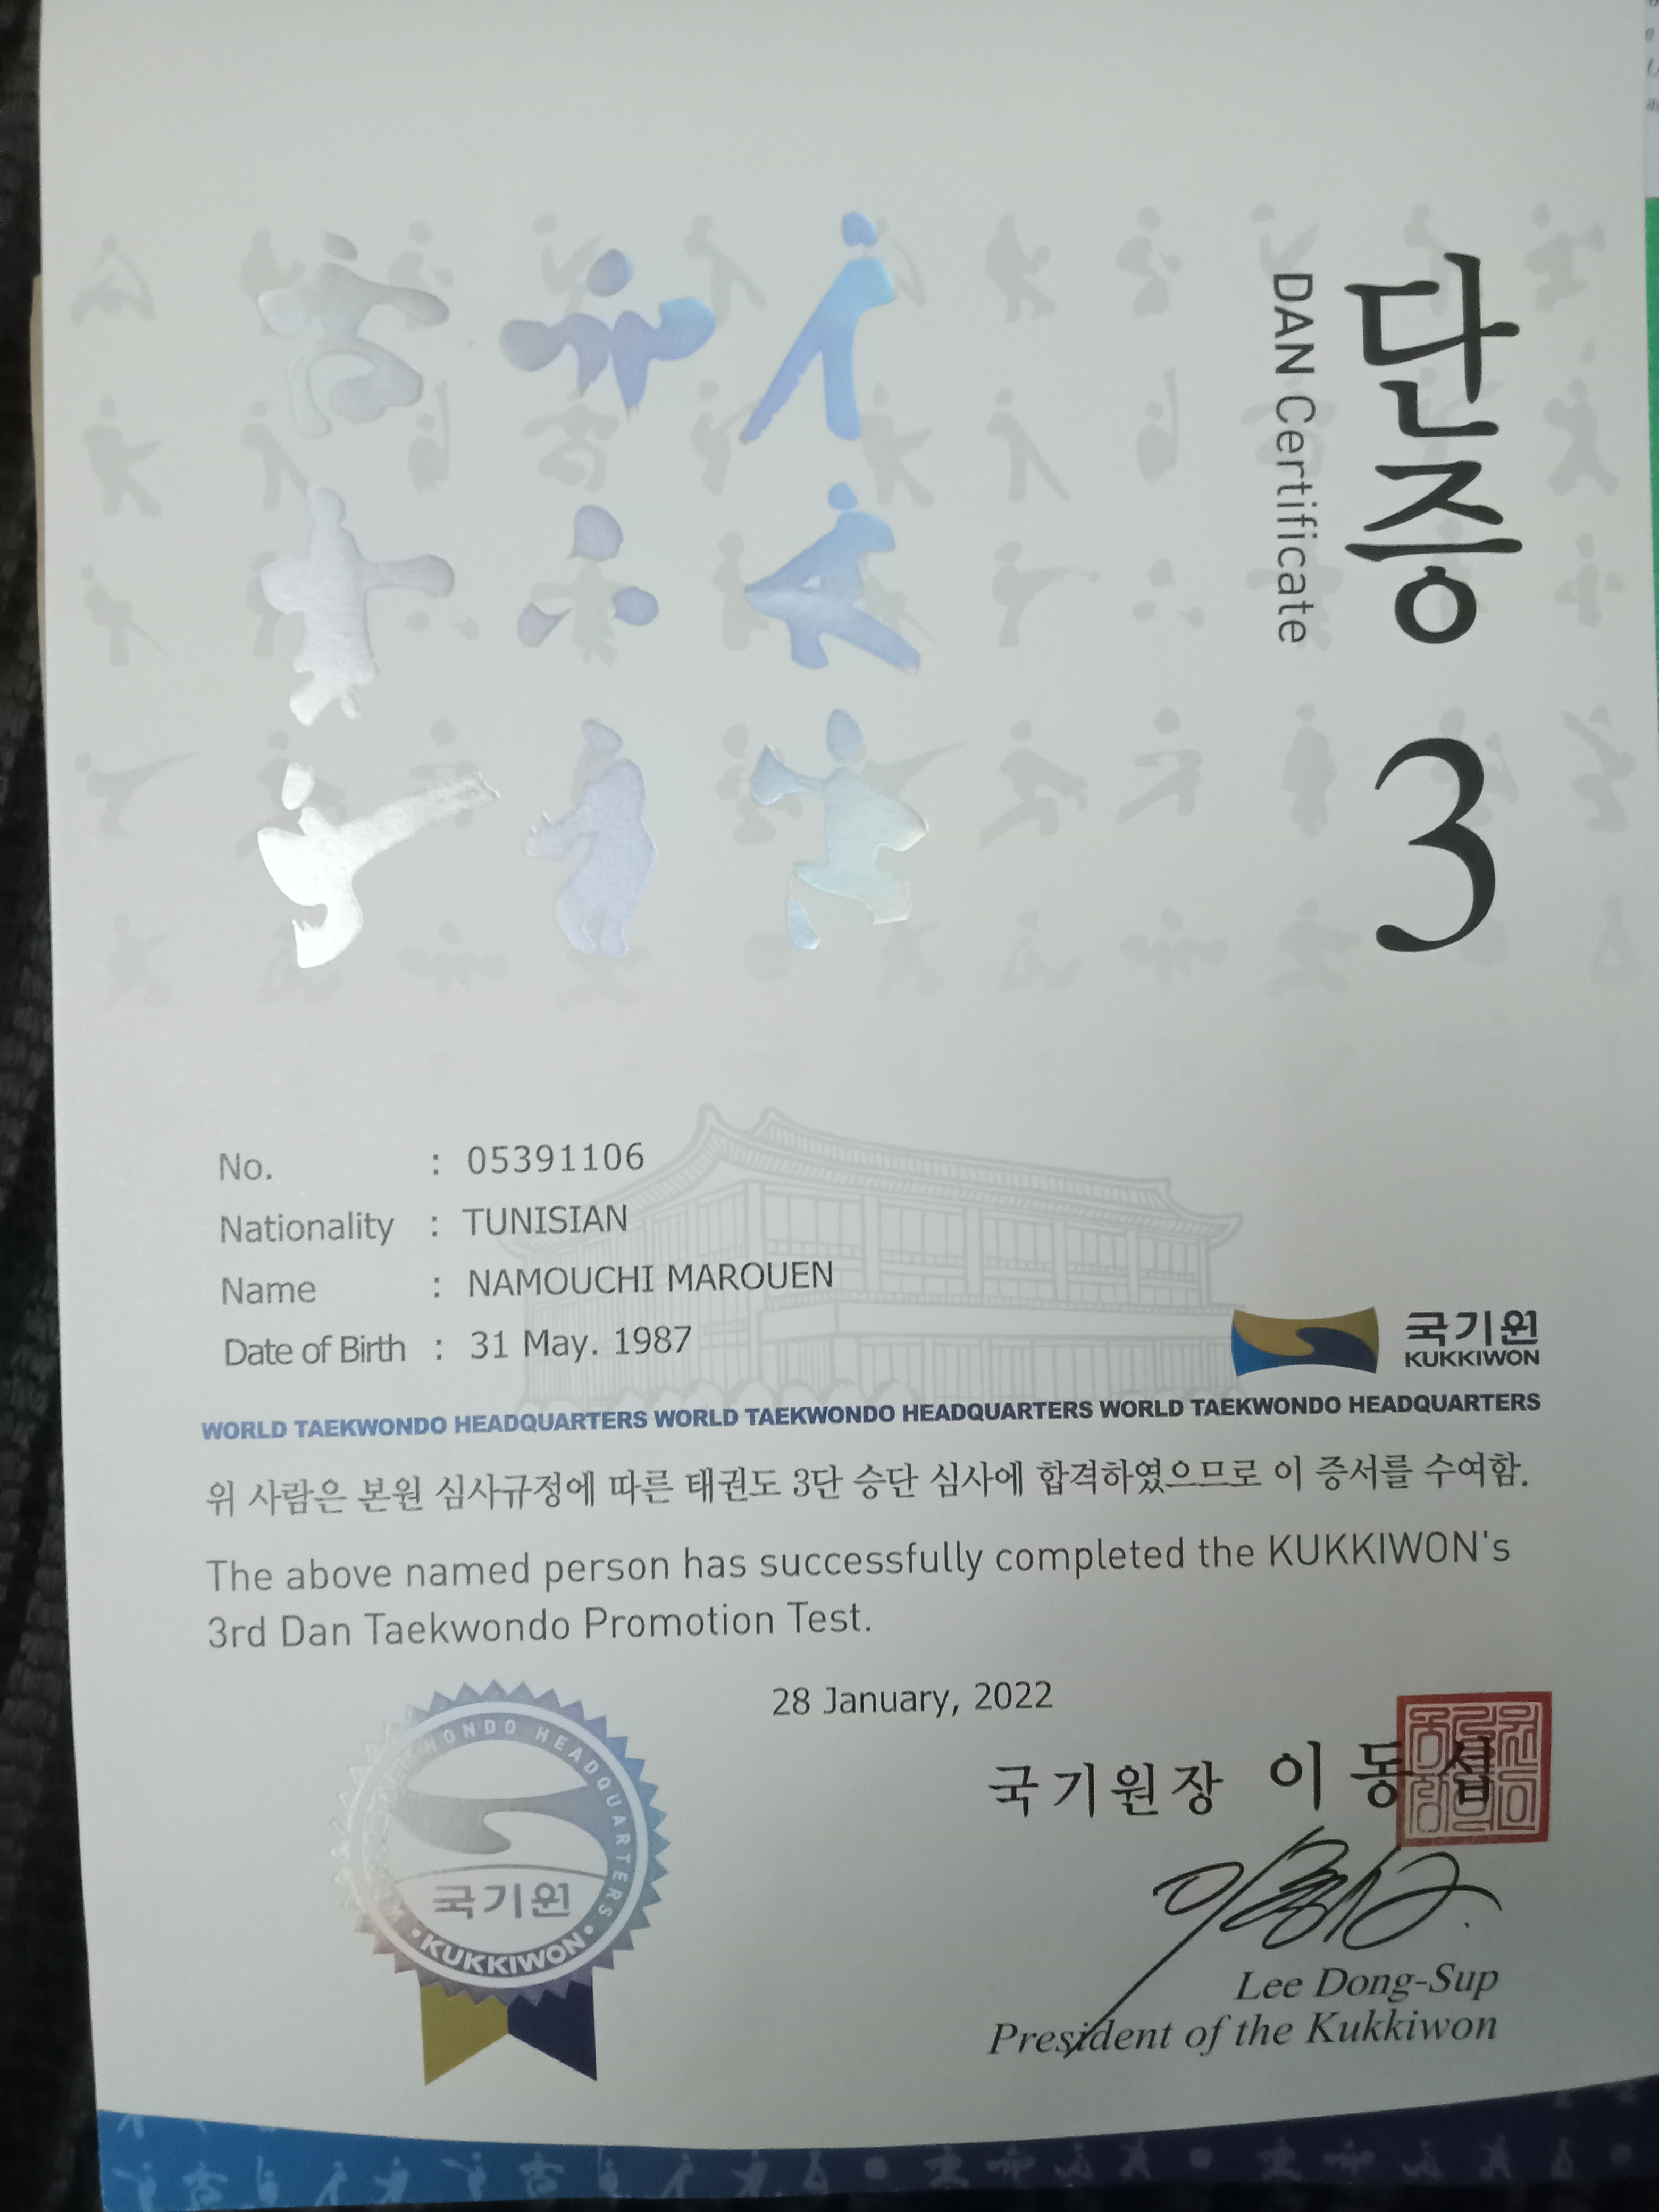 단증 3
DAN Certificate
No. : 05391106
Nationality : TUNISIAN
Name : NAMOUCHI MAROUEN
Date of Birth : 31 May. 1987
국기원
KUKKIWON
WORLD TAEKWONDO HEADQUARTERS WORLD TAEKWONDO HEADQUARTERS WORLD TAEKWONDO HEADQUARTERS
위 사람은 본원 심사규정에 따른 태권도 3단 승단 심사에 합격하였으므로 이 증서를 수여함.
The above named person has successfully completed the KUKKIWON's
3rd Dan Taekwondo Promotion Test.
28 January, 2022
국기원장 이동섭
Lee Dong-Sup
President of the Kukkiwon
WORLD TAEKWONDO HEADQUARTERS
국기원
KUKKIWON